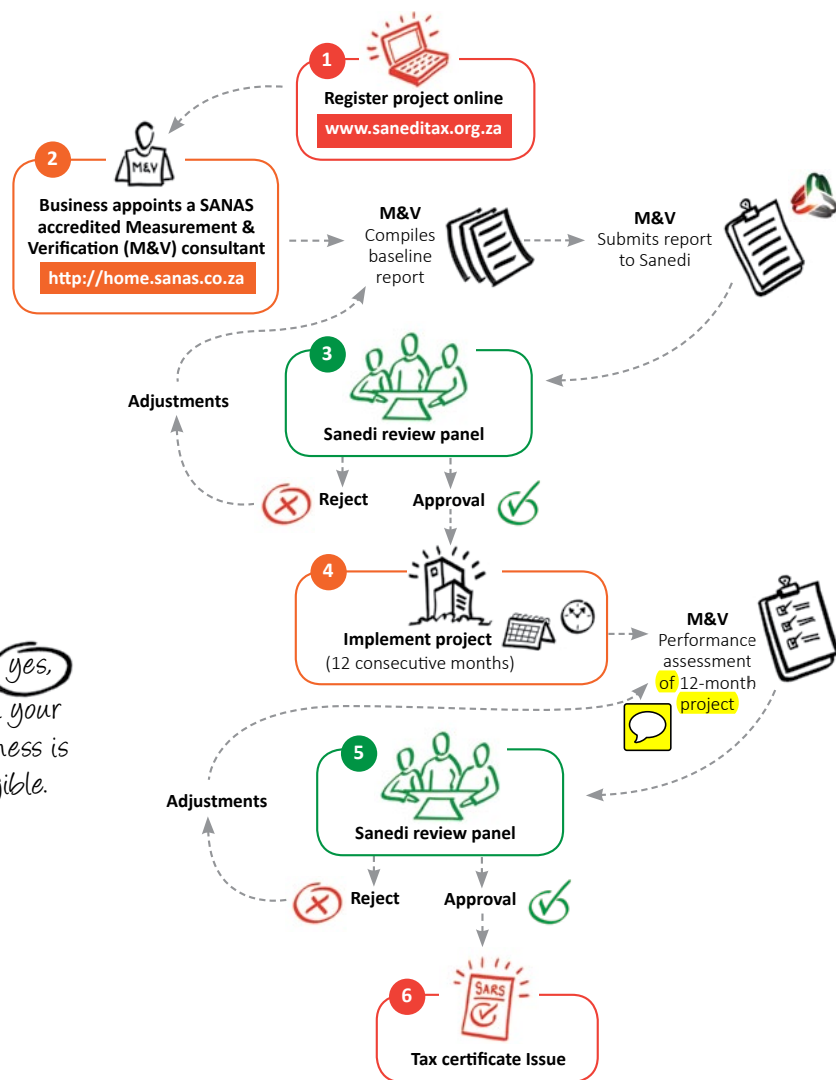 1
Register project online
www.saneditax.org.za
2
M&V
Business appoints a SANAS
accredited Measurement &
Verification (M&V) consultant
http://home.sanas.co.za
M&V
Compiles
baseline
report
M&V
Submits report
to Sanedi
3
Sanedi review panel
Adjustments
Reject
Approval
4
Implement project
(12 consecutive months)
M&V
Performance
assessment
of 12-month
project
yes,
your
ness is
gible.
5
Sanedi review panel
Adjustments
Reject
Approval
6
SARS
Tax certificate Issue